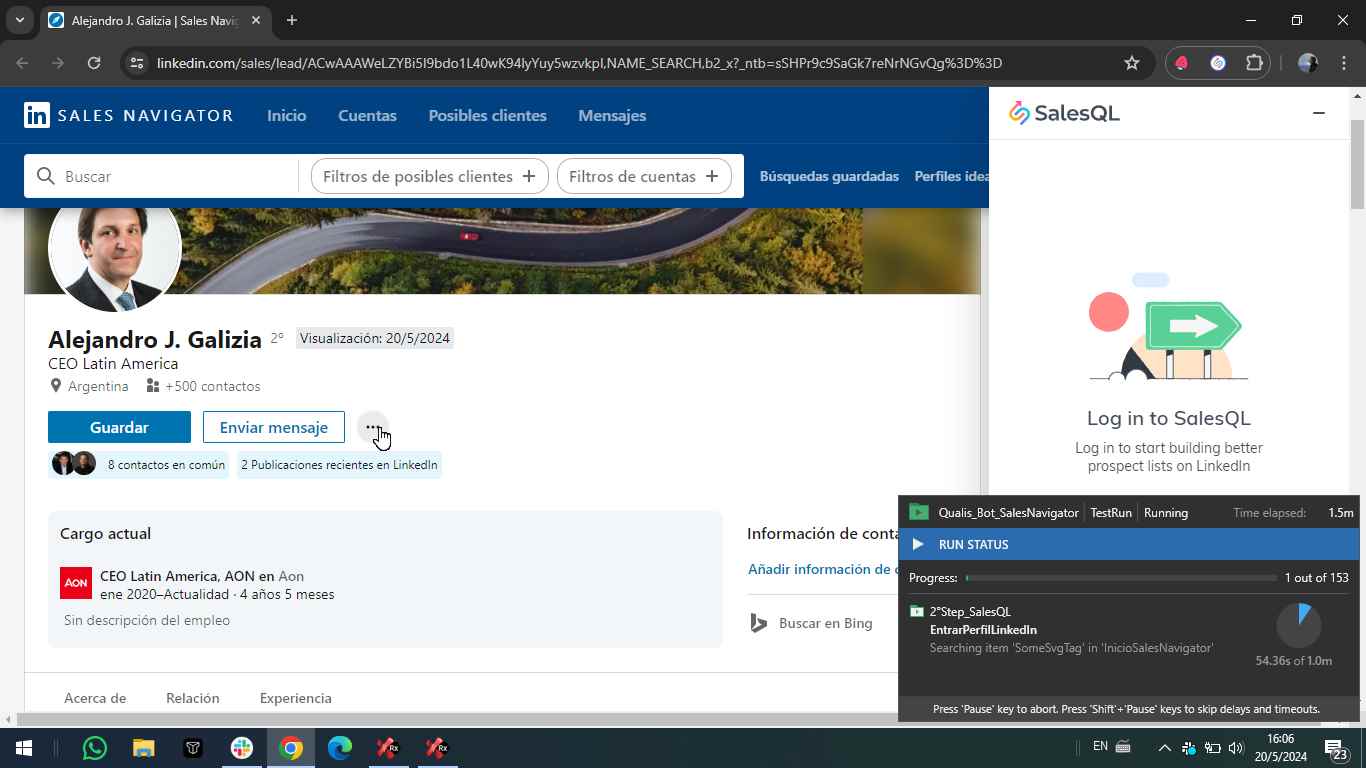 Alejandro J. Galizia | Sales Navig
linkedin.com/sales/lead/ACwAAAWeLZYBi5I9bdo1L40wK94IyYuy5wzvkpI,NAME_SEARCH,b2_x?_ntb=sSHPr9c9SaGk7reNrNGvQg%3D%3D
in SALES NAVIGATOR
Inicio
Cuentas
Posibles clientes
Mensajes
SalesQL
Buscar
Filtros de posibles clientes +
Filtros de cuentas +
Búsquedas guardadas
Perfiles idea
Alejandro J. Galizia 2º
Visualización: 20/5/2024
CEO Latin America
Argentina
+500 contactos
Guardar
Enviar mensaje
...
8 contactos en común
2 Publicaciones recientes en LinkedIn
Log in to SalesQL
Log in to start building better
prospect lists on LinkedIn
Cargo actual
AON
CEO Latin America, AON en Aon
ene 2020–Actualidad · 4 años 5 meses
Sin descripción del empleo
Información de conta
Añadir información de c
Buscar en Bing
Acerca de
Relación
Experiencia
Qualis_Bot_SalesNavigator
TestRun
Running
Time elapsed:
1.5m
RUN STATUS
Progress:
1 out of 153
2°Step_SalesQL
EntrarPerfilLinkedIn
Searching item 'SomeSvgTag' in 'InicioSalesNavigator'
54.36s of 1.0m
Press 'Pause' key to abort. Press 'Shift'+'Pause' keys to skip delays and timeouts.
Rx
Rx
EN
16:06
20/5/2024
23